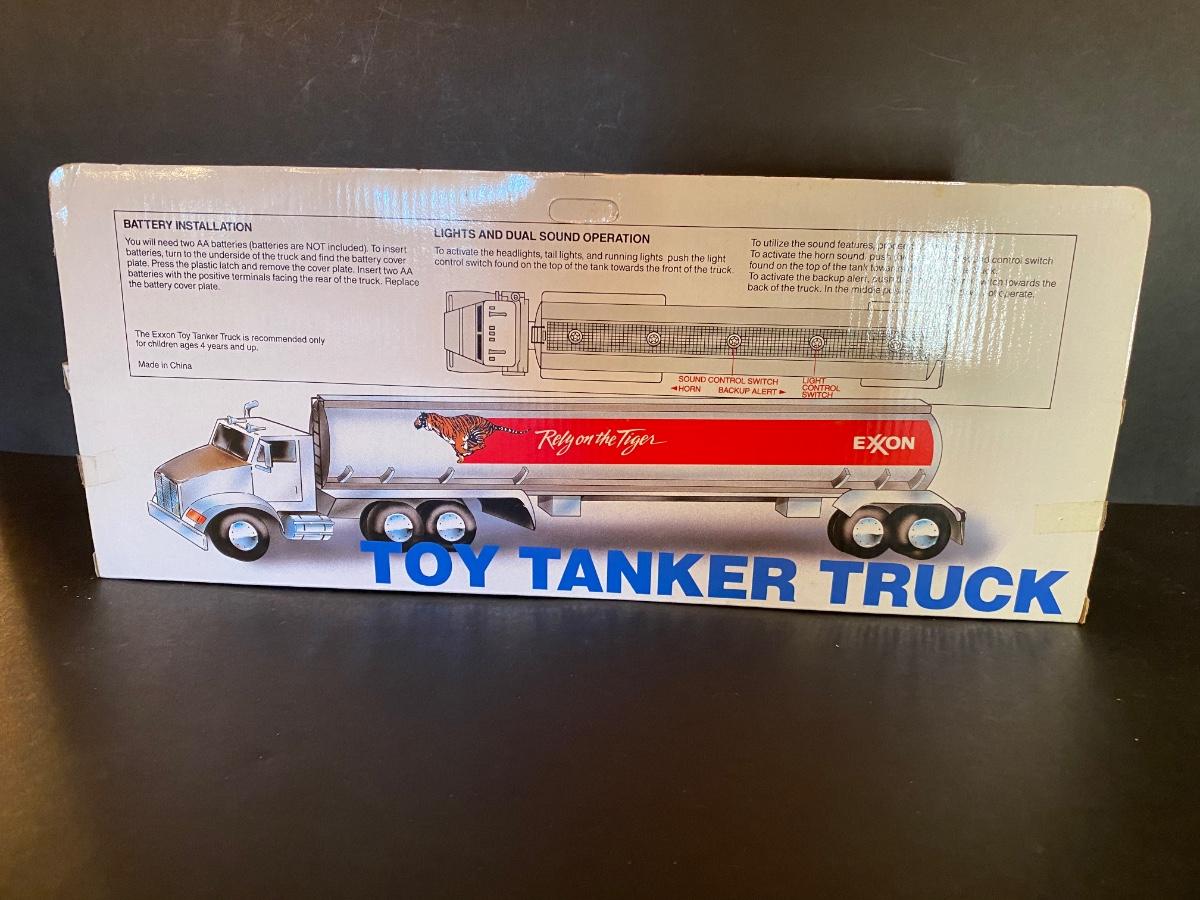 BATTERY INSTALLATION
You will need two AA batteries (batteries are NOT included). To insert
batteries, turn to the underside of the truck and find the battery cover
plate. Press the plastic latch and remove the cover plate. Insert two AA
batteries with the positive terminals facing the rear of the truck. Replace
the battery cover plate.
The Exxon Toy Tanker Truck is recommended only
for children ages 4 years and up.
Made in China
LIGHTS AND DUAL SOUND OPERATION
To activate the headlights, tail lights, and running lights push the light
control switch found on the top of the tank towards the front of the truck.
To utilize the sound features,
To activate the horn sound, push control switch
found on the top of the tank
To activate the backup alert, towards the
back of the truck. In the middle operate.
SOUND CONTROL SWITCH
◄HORN BACKUP ALERT►
LIGHT
CONTROL
SWITCH
Rely on the Tiger
EXXON
TOY TANKER TRUCK